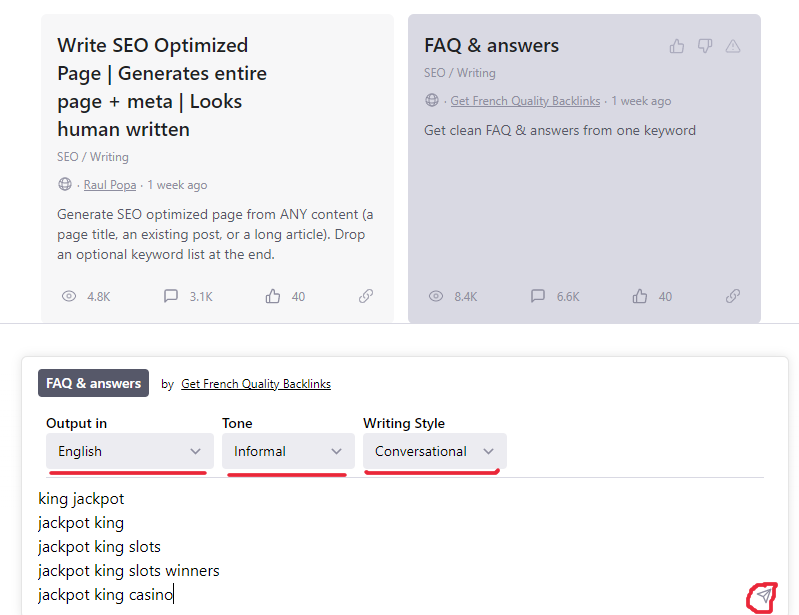 Write SEO Optimized
Page | Generates entire
page + meta | Looks
human written
SEO / Writing
· Raul Popa · 1 week ago
Generate SEO optimized page from ANY content (a
page title, an existing post, or a long article). Drop
an optional keyword list at the end.
4.8K 3.1K 40
FAQ & answers
SEO / Writing
· Get French Quality Backlinks · 1 week ago
Get clean FAQ & answers from one keyword
8.4K 6.6K 40
FAQ & answers by Get French Quality Backlinks
Output in Tone Writing Style
English Informal Conversational
king jackpot
jackpot king
jackpot king slots
jackpot king slots winners
jackpot king casino